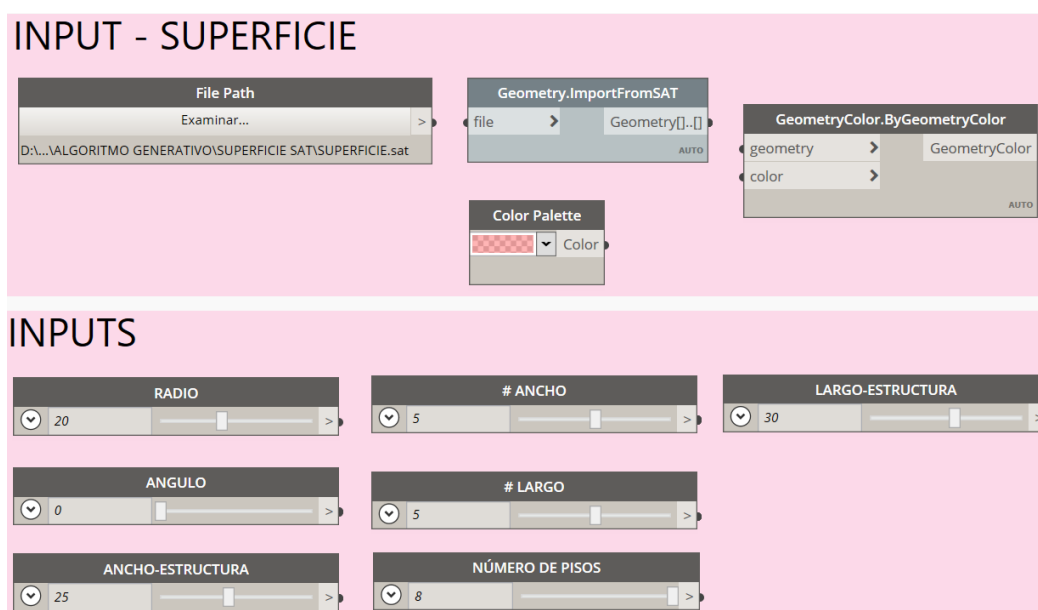 INPUT - SUPERFICIE
File Path
Examinar...
>
D:\...\ALGORITMO GENERATIVO\SUPERFICIE SAT\SUPERFICIE.sat
Geometry.ImportFromSAT
file > Geometry[]..[]
AUTO
Color Palette
Color
GeometryColor.ByGeometryColor
geometry > GeometryColor
color >
AUTO
INPUTS
RADIO
20 >
# ANCHO
5 >
LARGO-ESTRUCTURA
30 >
ANGULO
0 >
# LARGO
5 >
ANCHO-ESTRUCTURA
25 >
NÚMERO DE PISOS
8 >